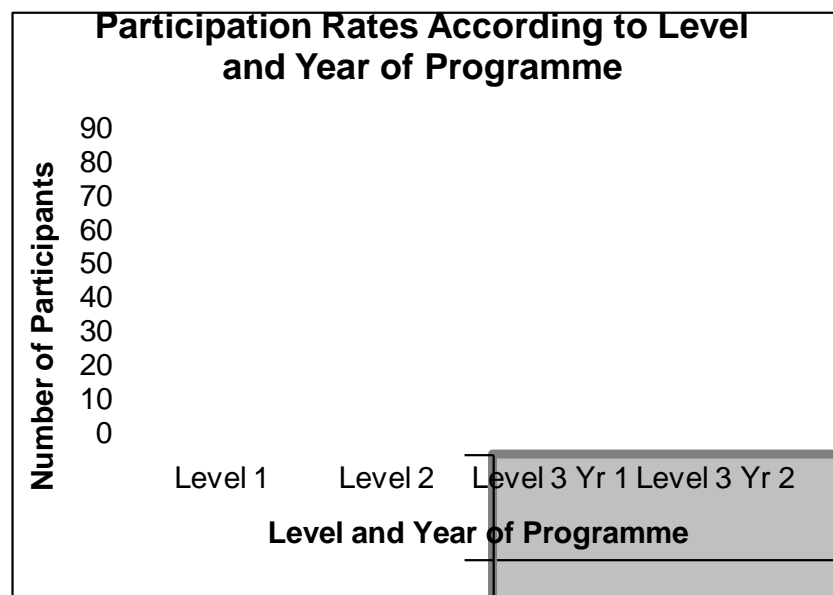 Participation Rates According to Level
and Year of Programme
90
80
70
60
50
40
30
20
10
0
Number of Participants
Level 1 Level 2 Level 3 Yr 1 Level 3 Yr 2
Level and Year of Programme